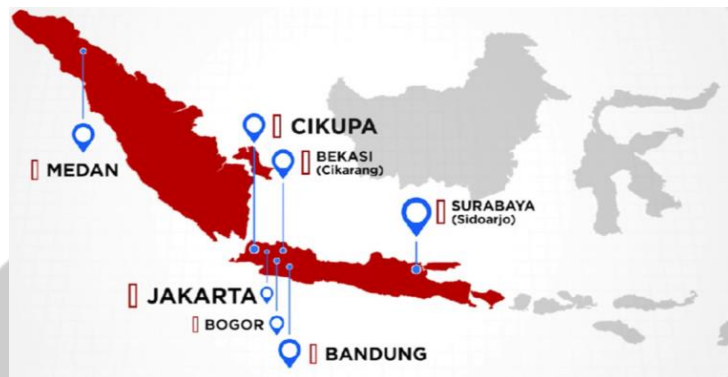 CIKUPA
BEKASI
(Cikarang)
MEDAN
SURABAYA
(Sidoarjo)
JAKARTA
BOGOR
BANDUNG